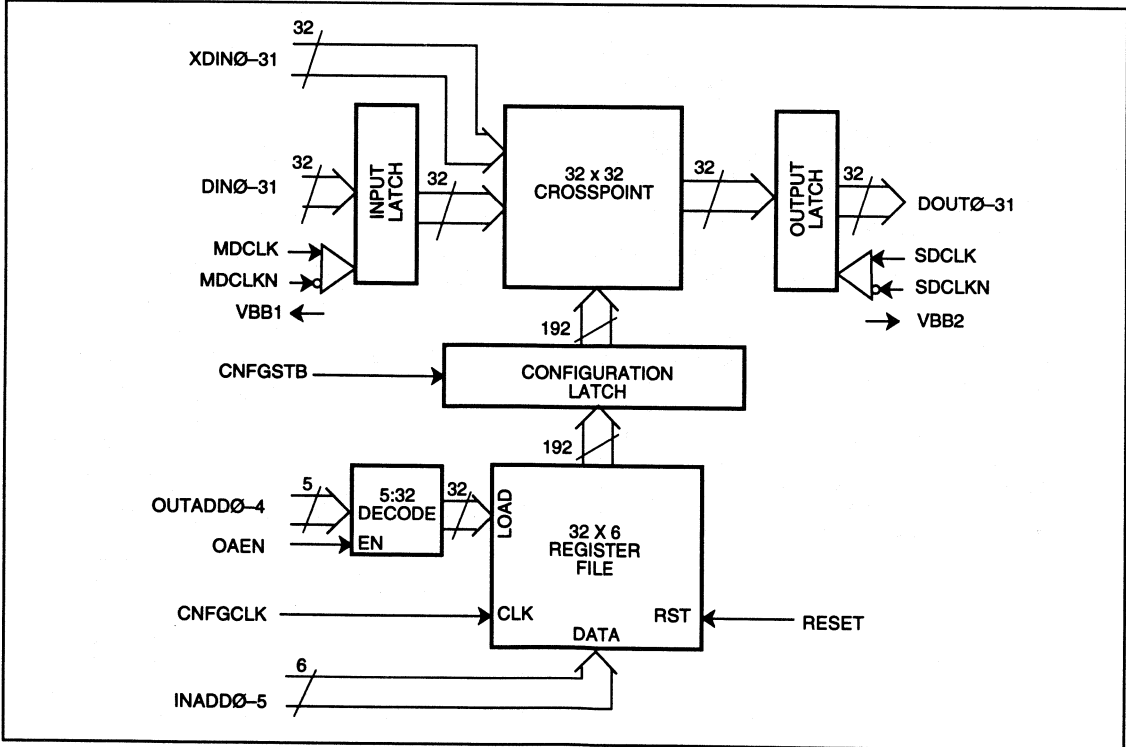 32
XDINØ–31
32
DINØ–31
INPUT
LATCH
32
32 x 32
CROSSPOINT
32
OUTPUT
LATCH
32
DOUTØ–31
MDCLK
MDCLKN
VBB1
SDCLK
SDCLKN
VBB2
192
CNFGSTB
CONFIGURATION
LATCH
192
OUTADDØ–4
5
5:32
DECODE
EN
32
LOAD
OAEN
32 X 6
REGISTER
FILE
CNFGCLK
CLK
RST
RESET
DATA
6
INADDØ–5